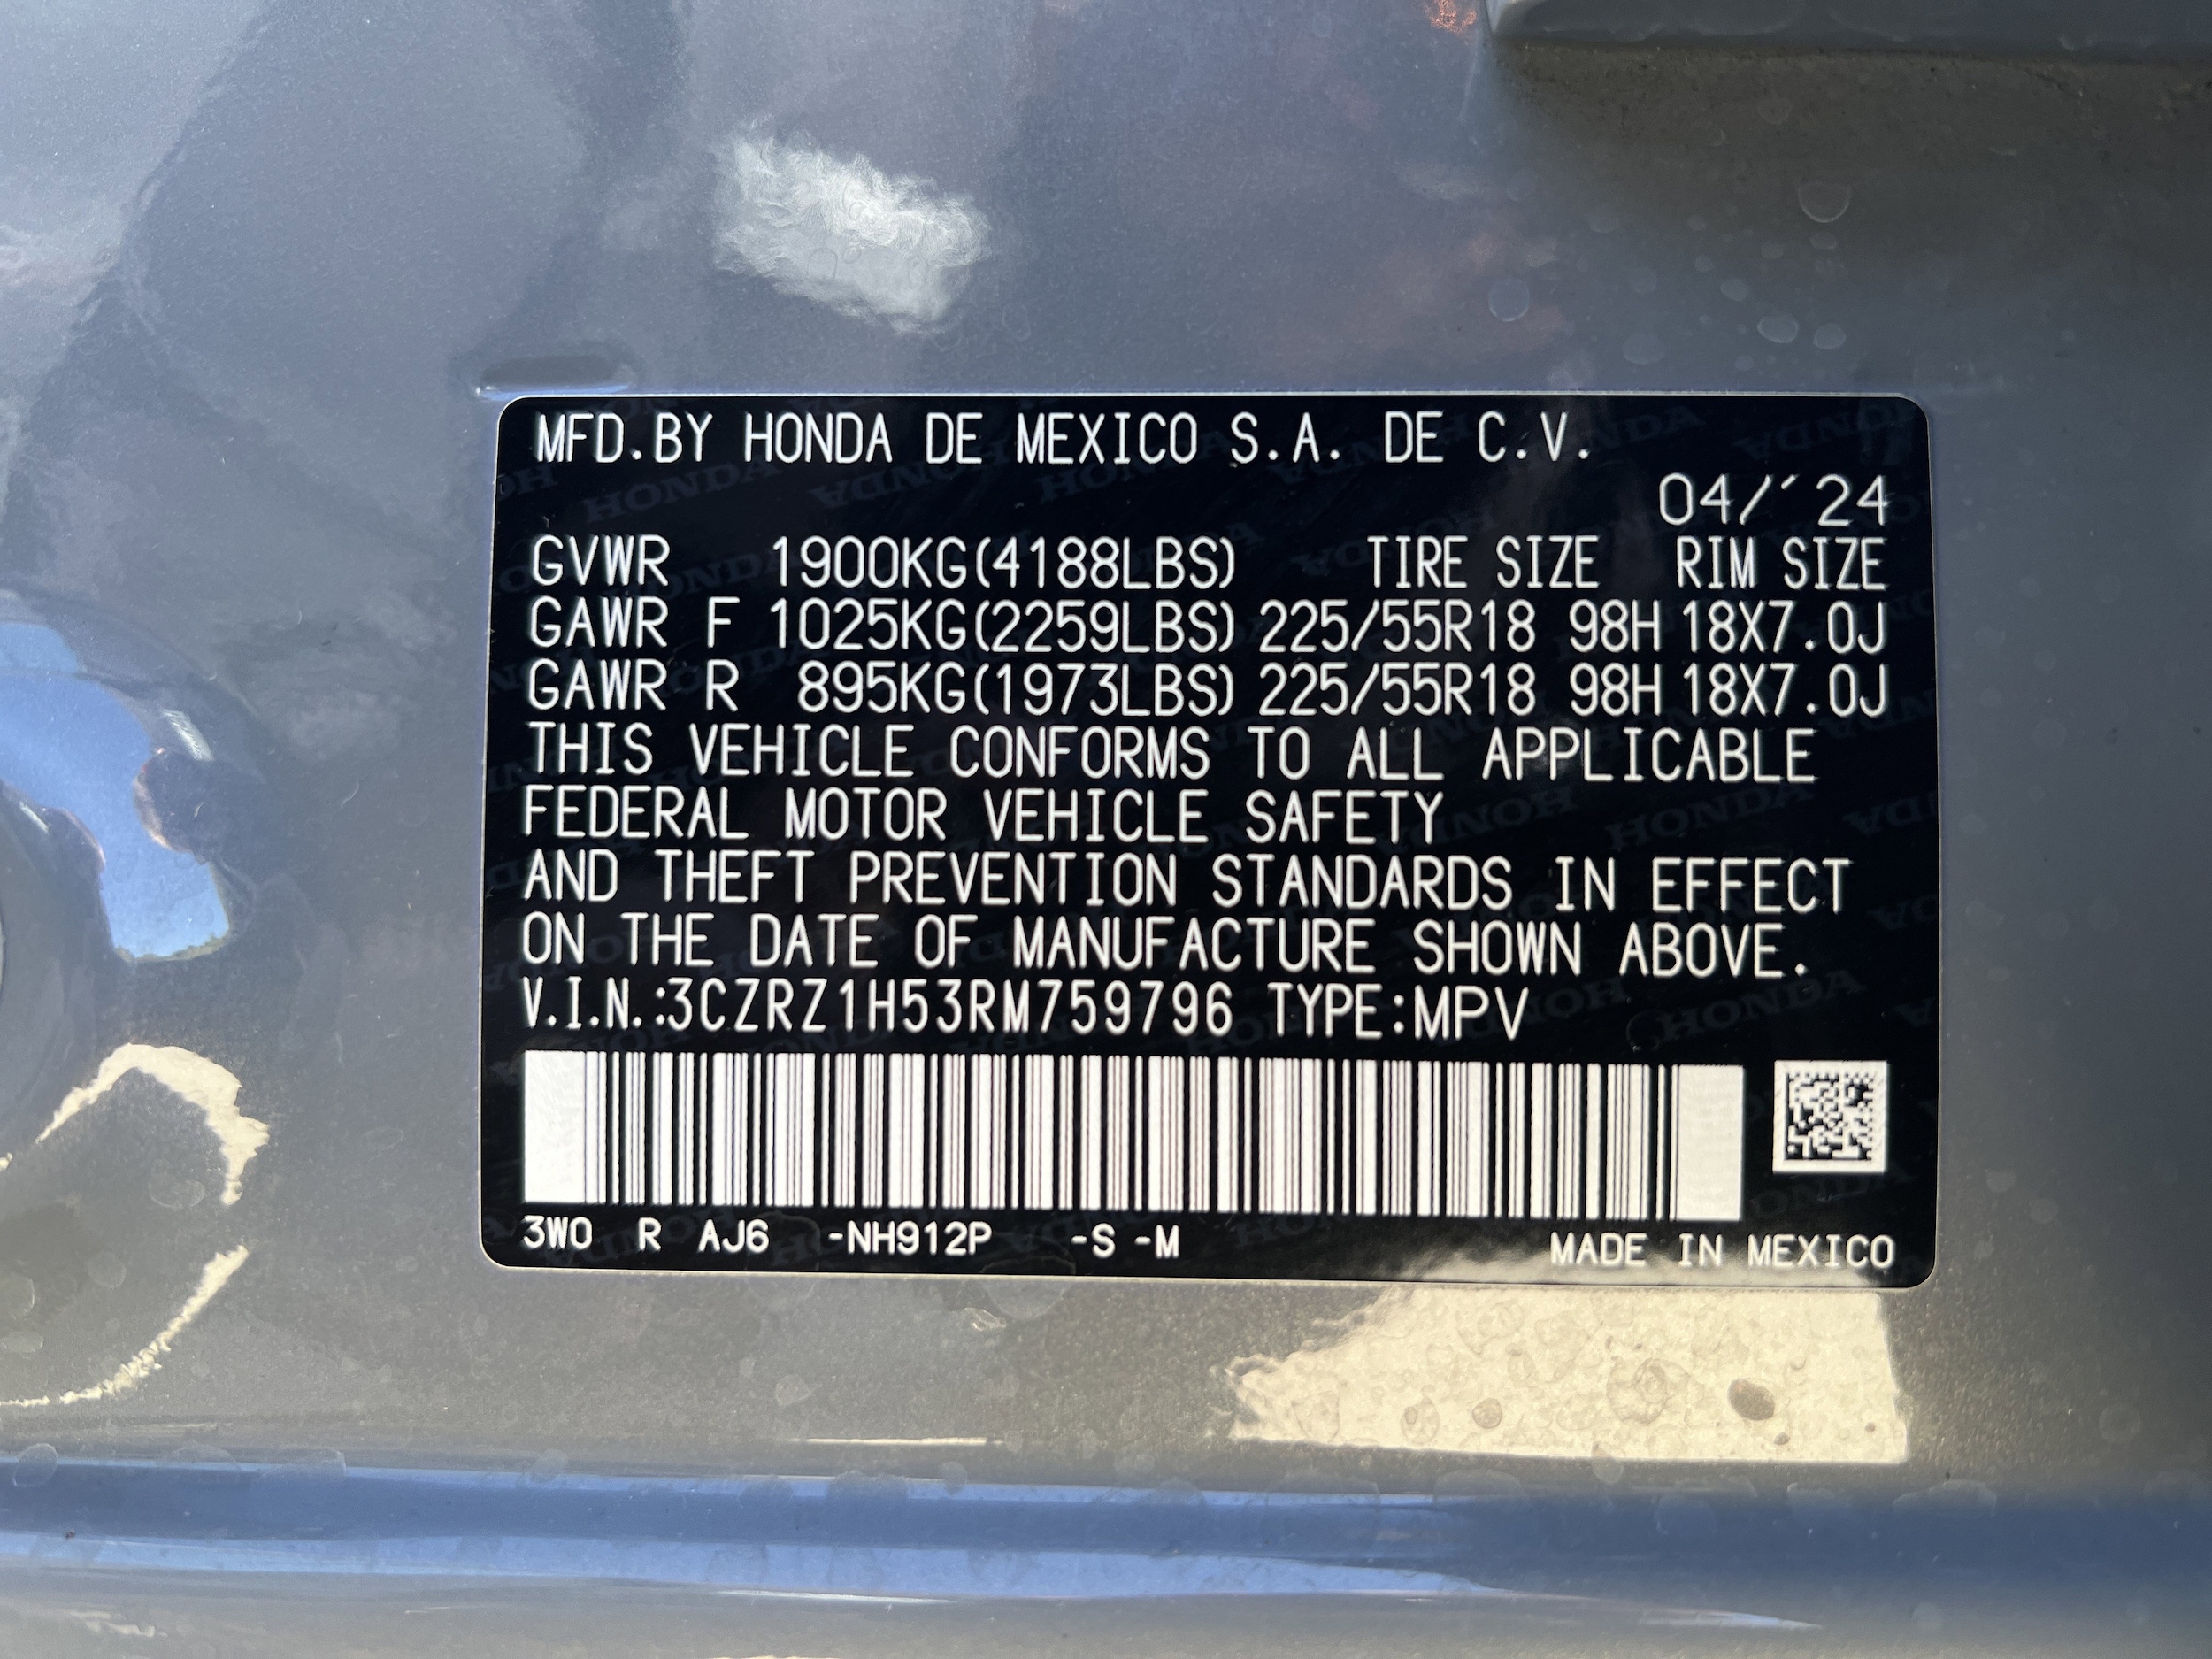 MFD.BY HONDA DE MEXICO S.A. DE C.V.
04/´24
GVWR 1900KG(4188LBS) TIRE SIZE RIM SIZE
GAWR F 1025KG(2259LBS) 225/55R18 98H 18X7.0J
GAWR R 895KG(1973LBS) 225/55R18 98H 18X7.0J
THIS VEHICLE CONFORMS TO ALL APPLICABLE
FEDERAL MOTOR VEHICLE SAFETY
AND THEFT PREVENTION STANDARDS IN EFFECT
ON THE DATE OF MANUFACTURE SHOWN ABOVE.
V.I.N.:3CZRZ1H53RM759796 TYPE:MPV
3W0 R AJ6 -NH912P -S -M MADE IN MEXICO